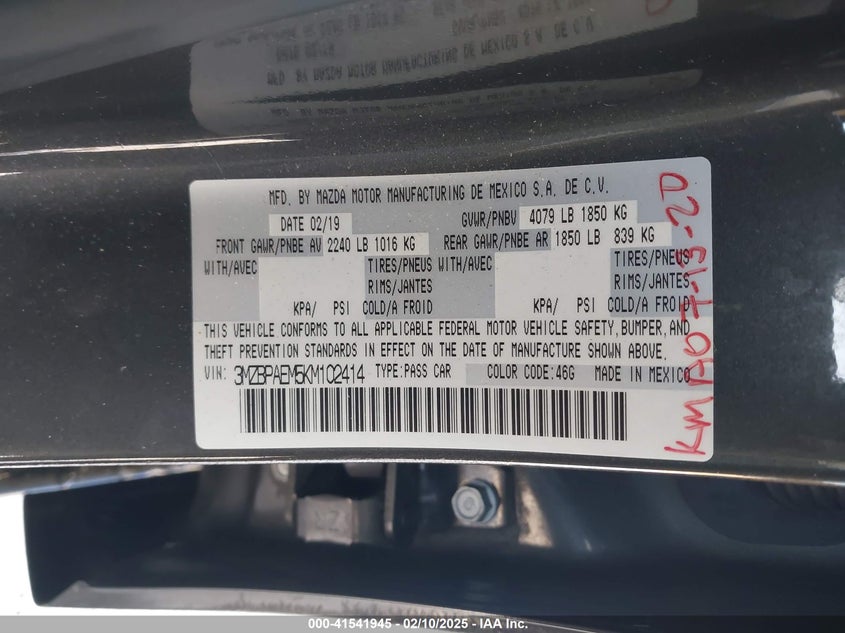 MFD. BY MAZDA MOTOR MANUFACTURING DE MEXICO S.A. DE C.V.
DATE 02/19 GVWR/PNBV 4079 LB 1850 KG
FRONT GAWR/PNBE AV 2240 LB 1016 KG REAR GAWR/PNBE AR 1850 LB 839 KG
WITH/AVEC TIRES/PNEUS WITH/AVEC TIRES/PNEUS
RIMS/JANTES RIMS/JANTES
KPA/ PSI COLD/A FROID KPA/ PSI COLD/A FROID
THIS VEHICLE CONFORMS TO ALL APPLICABLE FEDERAL MOTOR VEHICLE SAFETY, BUMPER, AND
THEFT PREVENTION STANDARDS IN EFFECT ON THE DATE OF MANUFACTURE SHOWN ABOVE.
VIN: 3MZBPAEM5KM102414 TYPE:PASS CAR COLOR CODE:46G MADE IN MEXICO
000-41541945 - 02/10/2025 - IAA Inc.